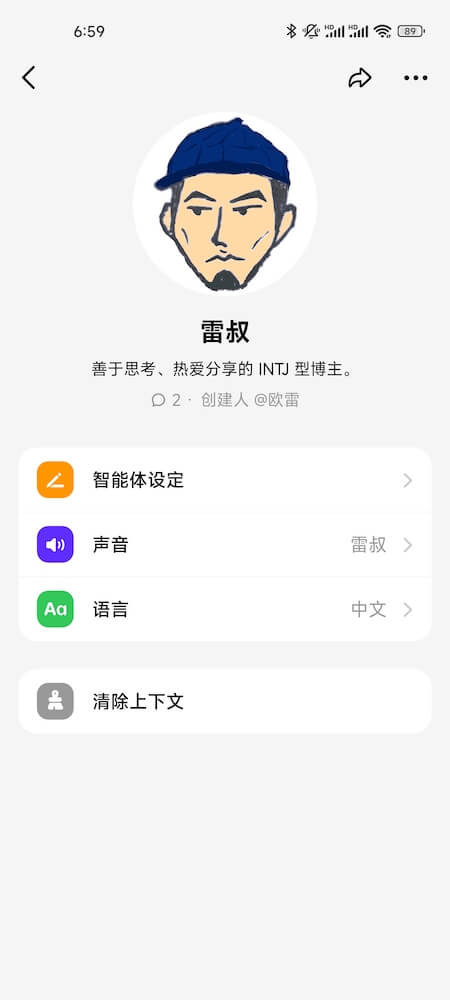 6:59
HD HD 89
雷叔
善于思考、热爱分享的 INTJ 型博主。
2 · 创建人 @欧雷
智能体设定
声音 雷叔
Aa 语言 中文
清除上下文